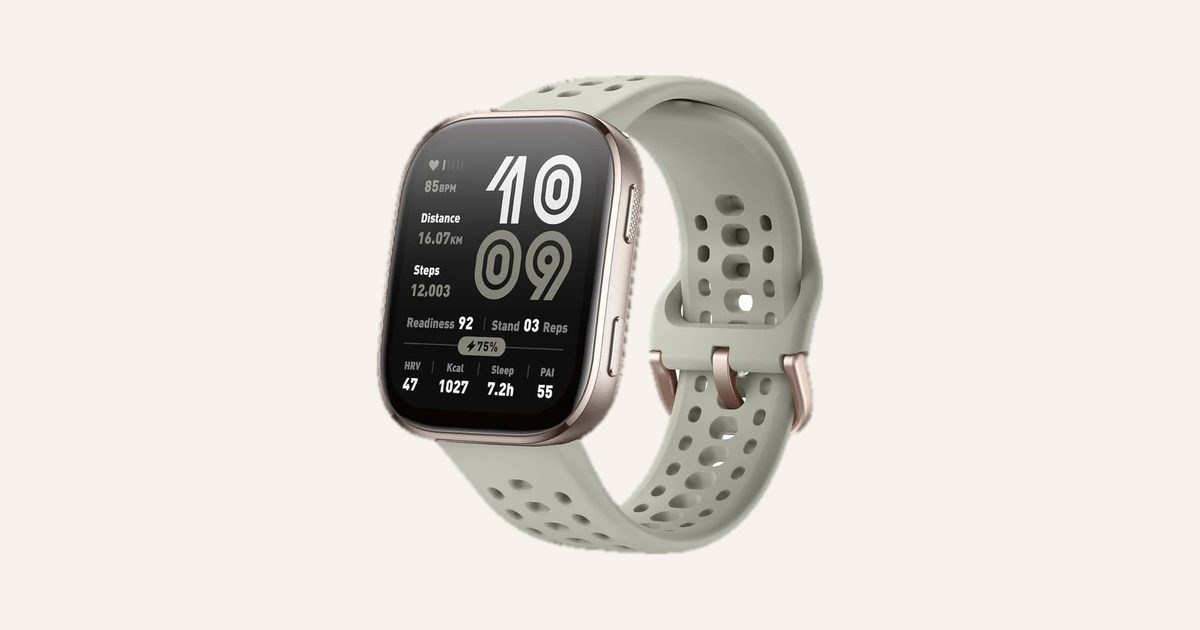 10
85BPM
Distance
16.07KM
09
Steps
12,003
Readiness 92 Stand 03 Reps
75%
HRV Kcal Sleep PAI
47 1027 7.2h 55